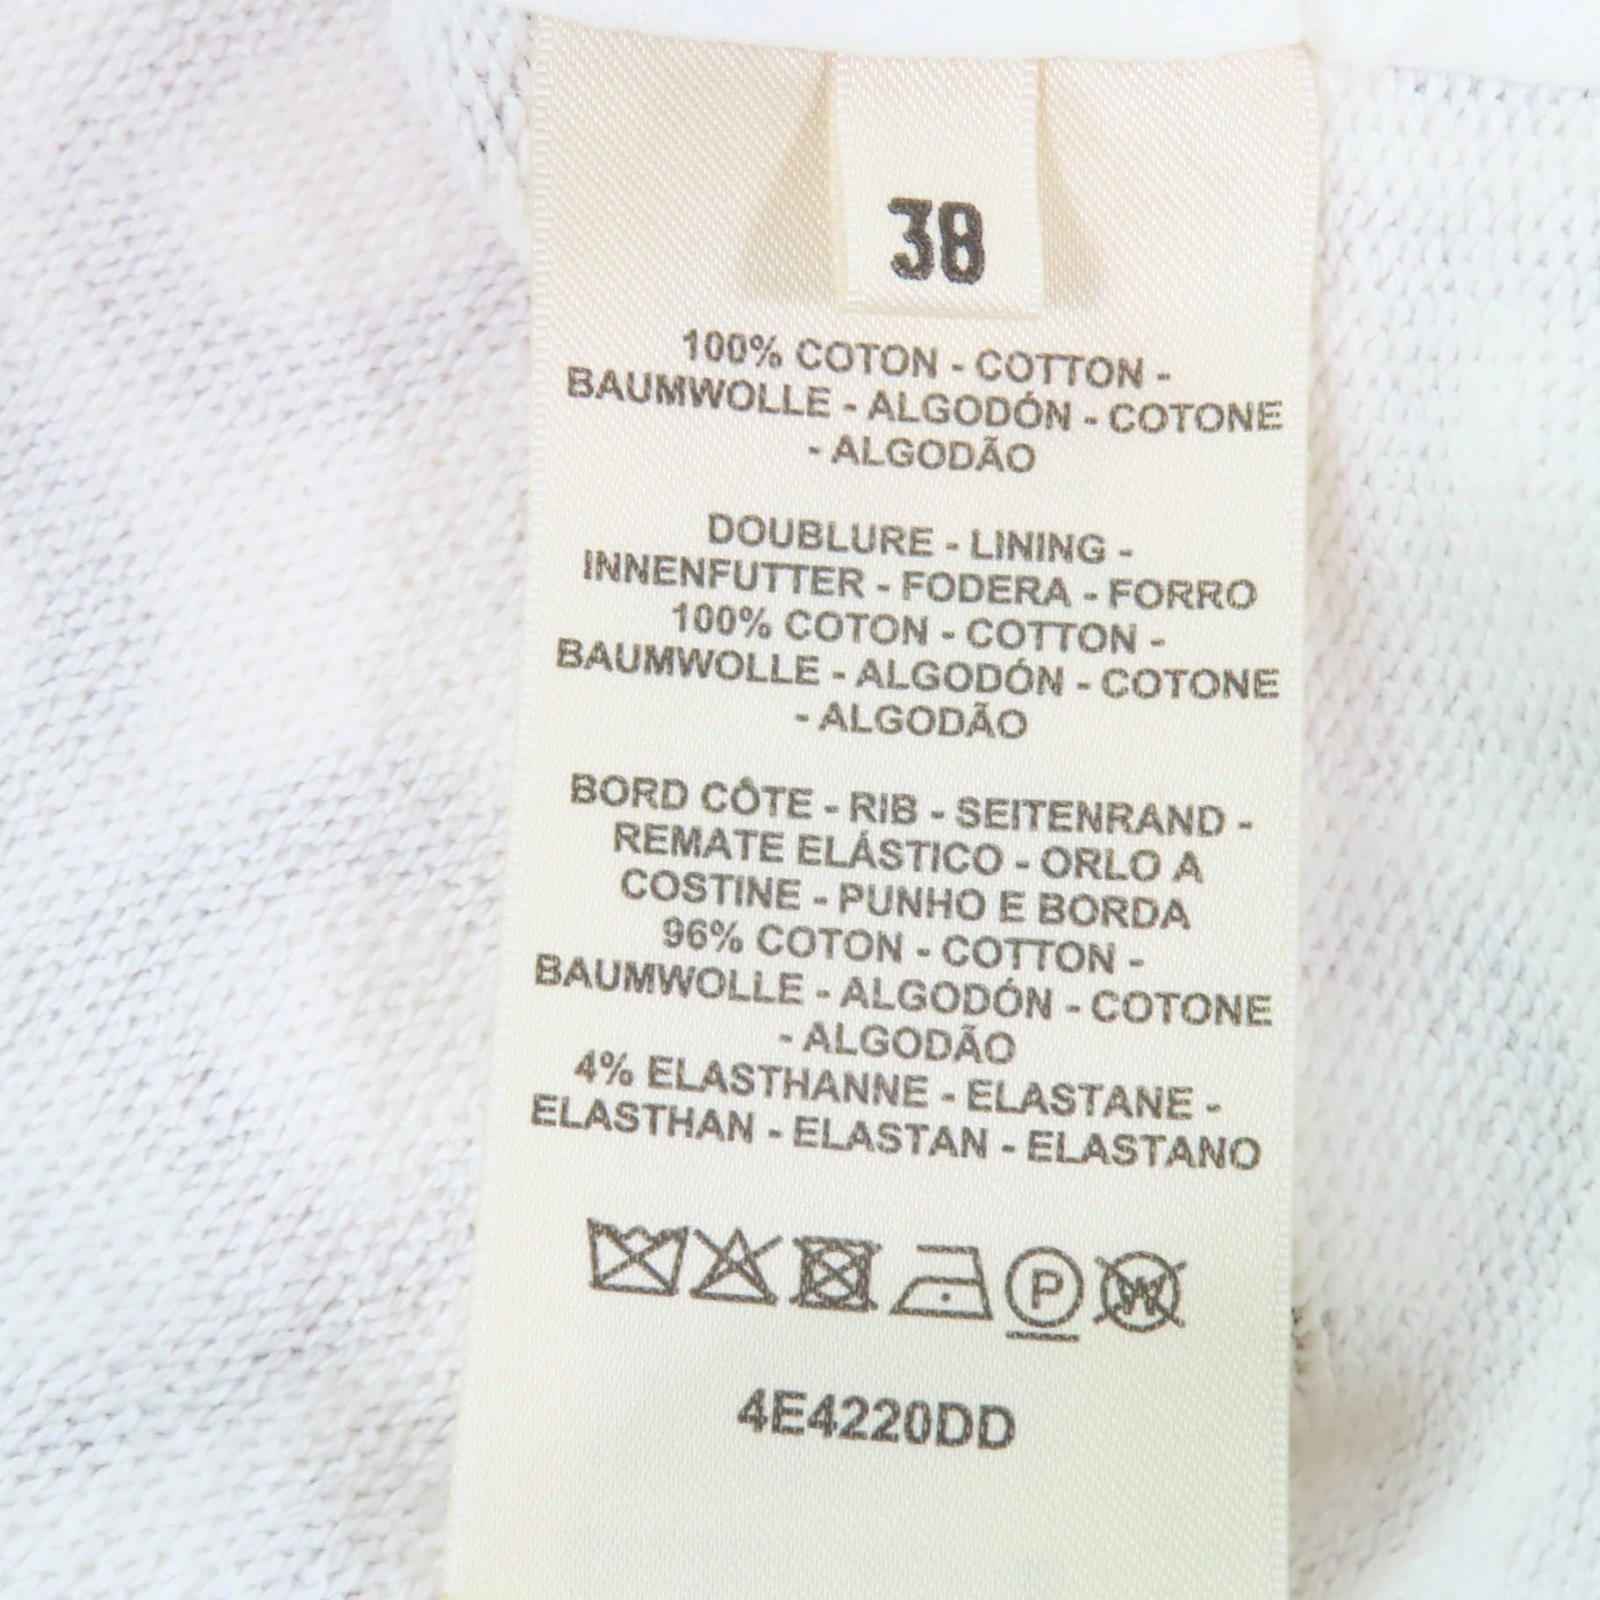 38
100% COTON - COTTON -
BAUMWOLLE - ALGODÓN - COTONE
- ALGODÃO
DOUBLURE - LINING -
INNENFUTTER - FODERA - FORRO
100% COTON - COTTON -
BAUMWOLLE - ALGODÓN - COTONE
- ALGODÃO
BORD CÔTE - RIB - SEITENRAND -
REMATE ELÁSTICO - ORLO A
COSTINE - PUNHO E BORDA
96% COTON - COTTON -
BAUMWOLLE - ALGODÓN - COTONE
- ALGODÃO
4% ELASTHANNE - ELASTANE -
ELASTHAN - ELASTAN - ELASTANO
P W
4E4220DD